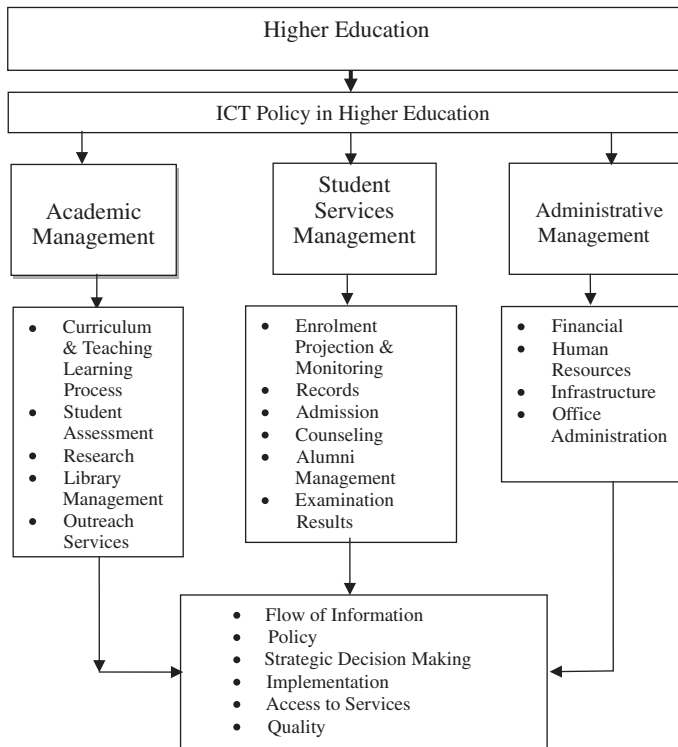 Higher Education
ICT Policy in Higher Education
Academic
Management
Student
Services
Management
Administrative
Management
• Curriculum
& Teaching
Learning
Process
• Student
Assessment
• Research
• Library
Management
• Outreach
Services
• Enrolment
Projection &
Monitoring
• Records
• Admission
• Counseling
• Alumni
Management
• Examination
Results
• Financial
• Human
Resources
• Infrastructure
• Office
Administration
• Flow of Information
• Policy
• Strategic Decision Making
• Implementation
• Access to Services
• Quality